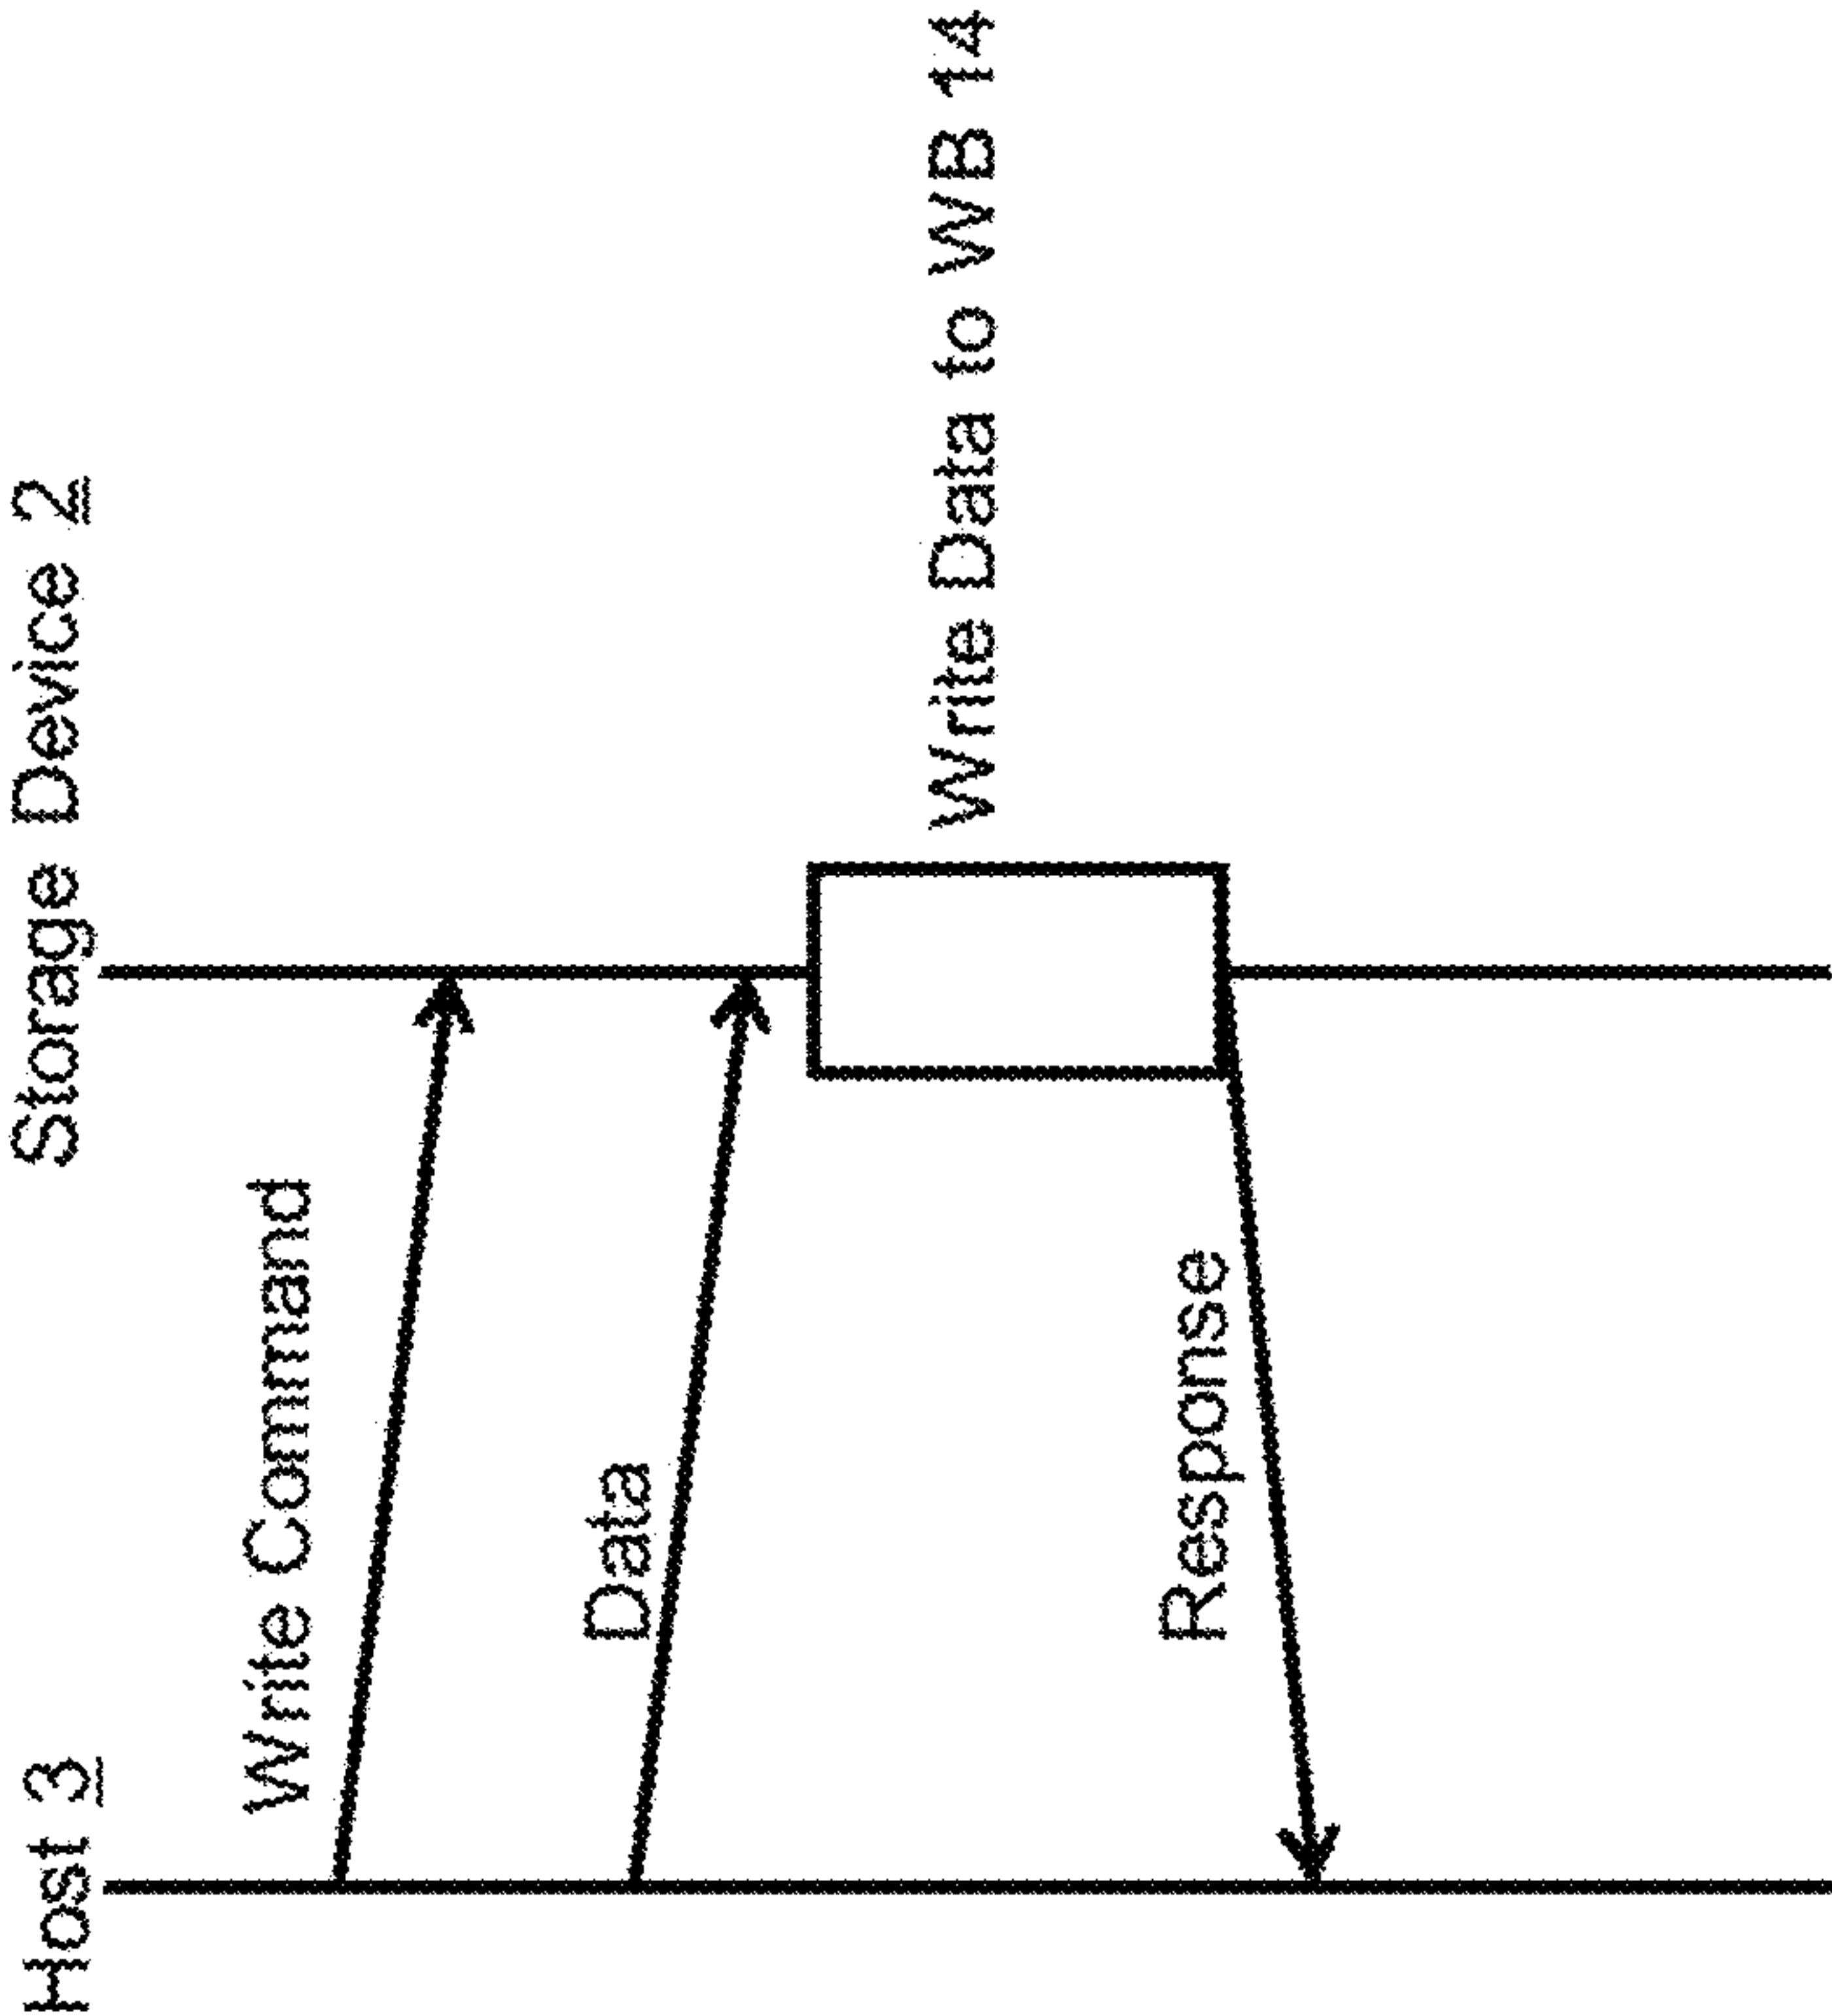 Host 3
Storage Device 2
Write Command
Data
Write Data to WB 14
Response